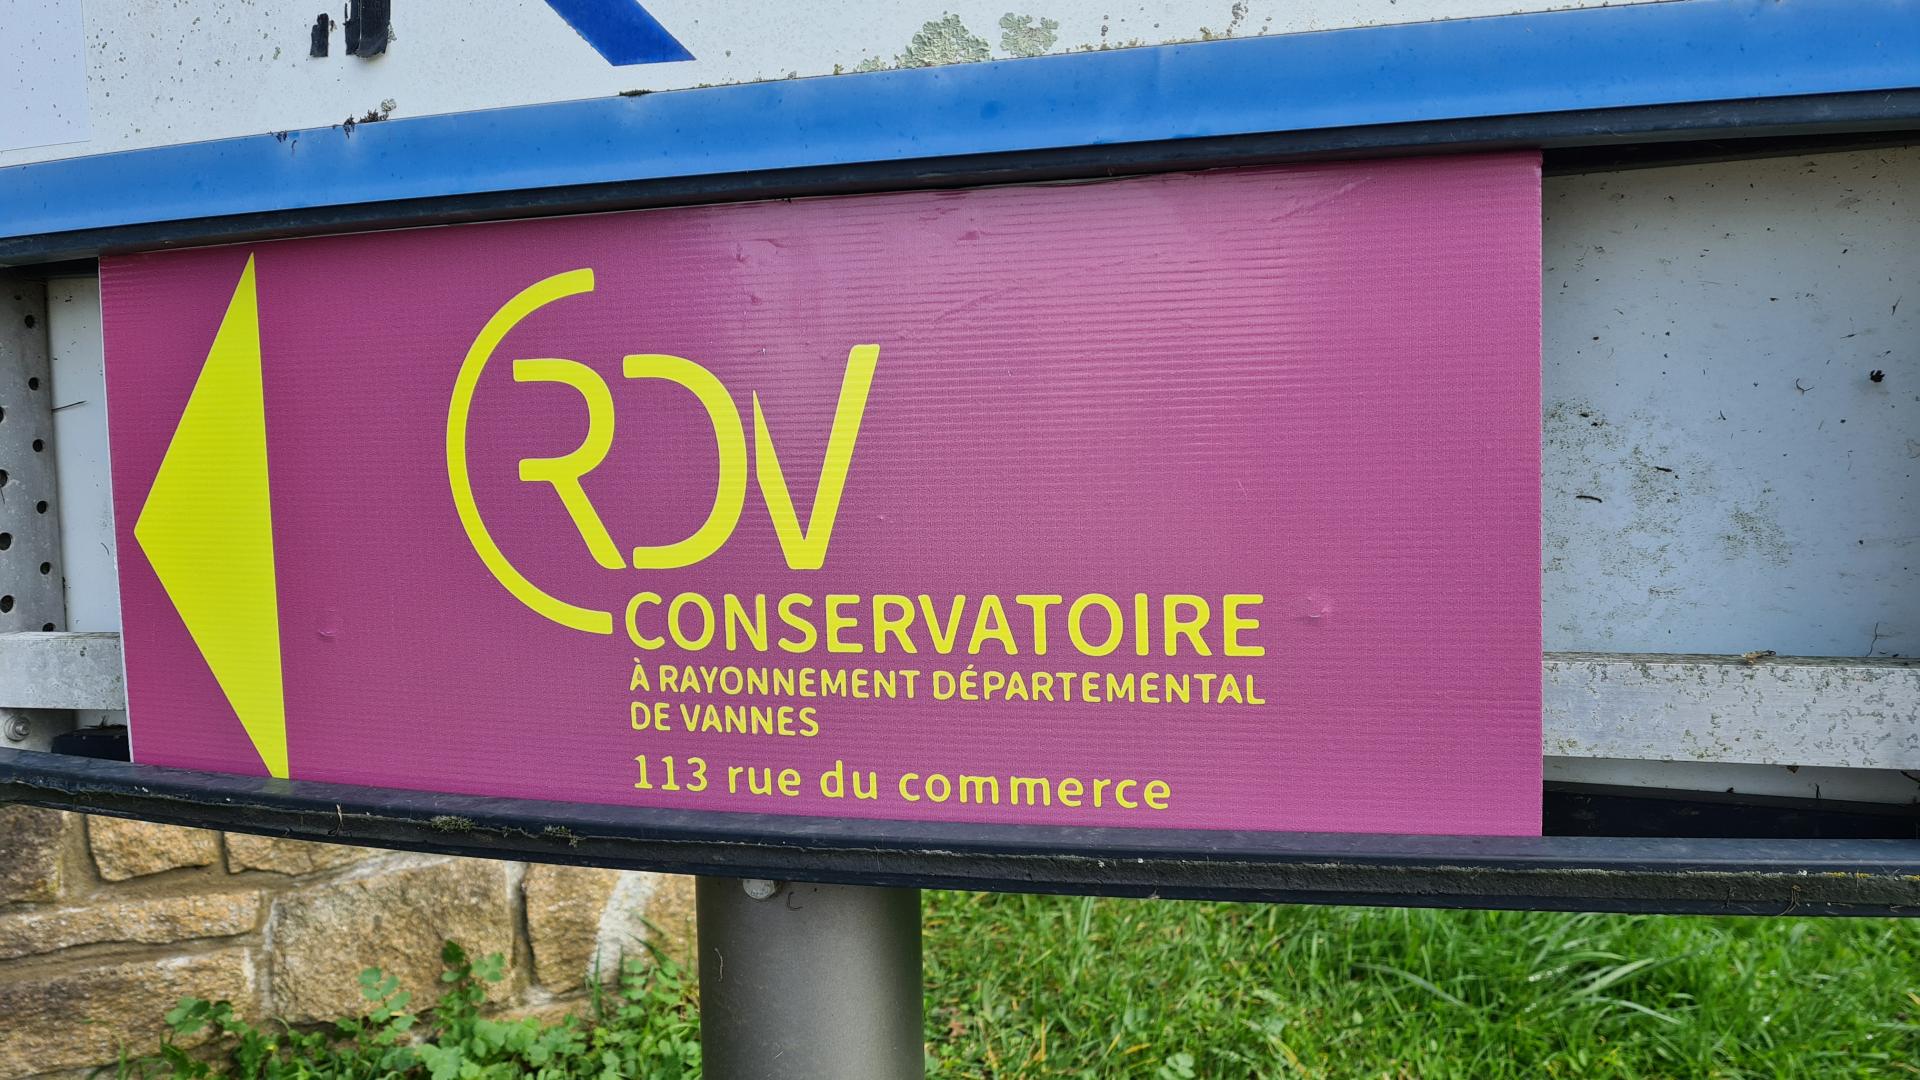 CRDV
CONSERVATOIRE
À RAYONNEMENT DÉPARTEMENTAL
DE VANNES
113 rue du commerce